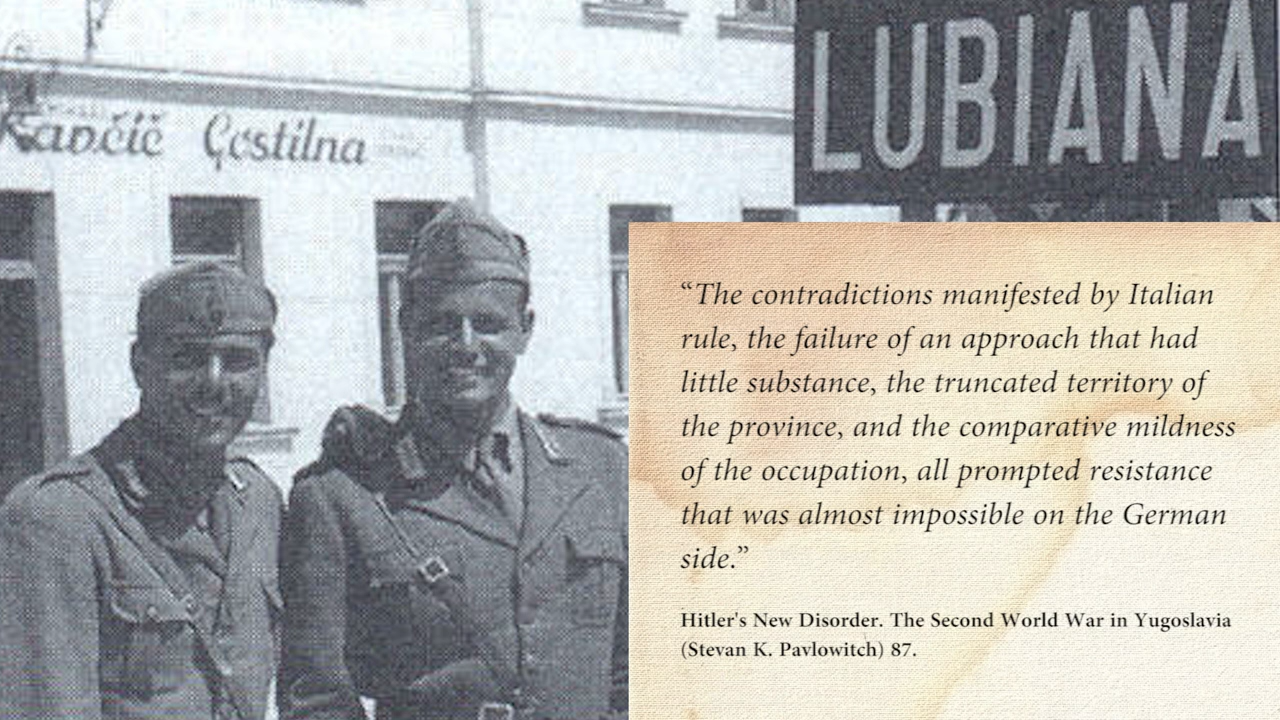 Kavčič Gostilna
LUBIANA
“The contradictions manifested by Italian
rule, the failure of an approach that had
little substance, the truncated territory of
the province, and the comparative mildness
of the occupation, all prompted resistance
that was almost impossible on the German
side.”
Hitler's New Disorder. The Second World War in Yugoslavia
(Stevan K. Pavlowitch) 87.